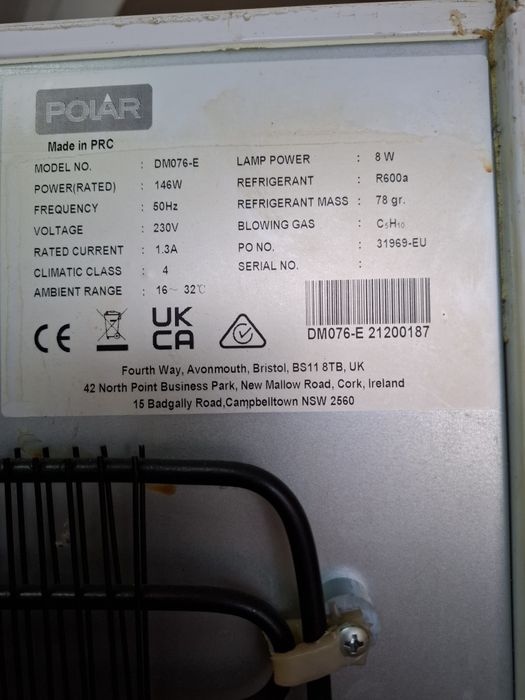 POLAR
Made in PRC
MODEL NO. : DM076-E
POWER(RATED) : 146W
FREQUENCY : 50Hz
VOLTAGE : 230V
RATED CURRENT : 1.3A
CLIMATIC CLASS : 4
AMBIENT RANGE : 16~ 32℃
LAMP POWER : 8 W
REFRIGERANT : R600a
REFRIGERANT MASS : 78 gr.
BLOWING GAS : C₅H₁₀
PO NO. : 31969-EU
SERIAL NO. :
DM076-E 21200187
CE
UK
CA
Fourth Way, Avonmouth, Bristol, BS11 8TB, UK
42 North Point Business Park, New Mallow Road, Cork, Ireland
15 Badgally Road,Campbelltown NSW 2560